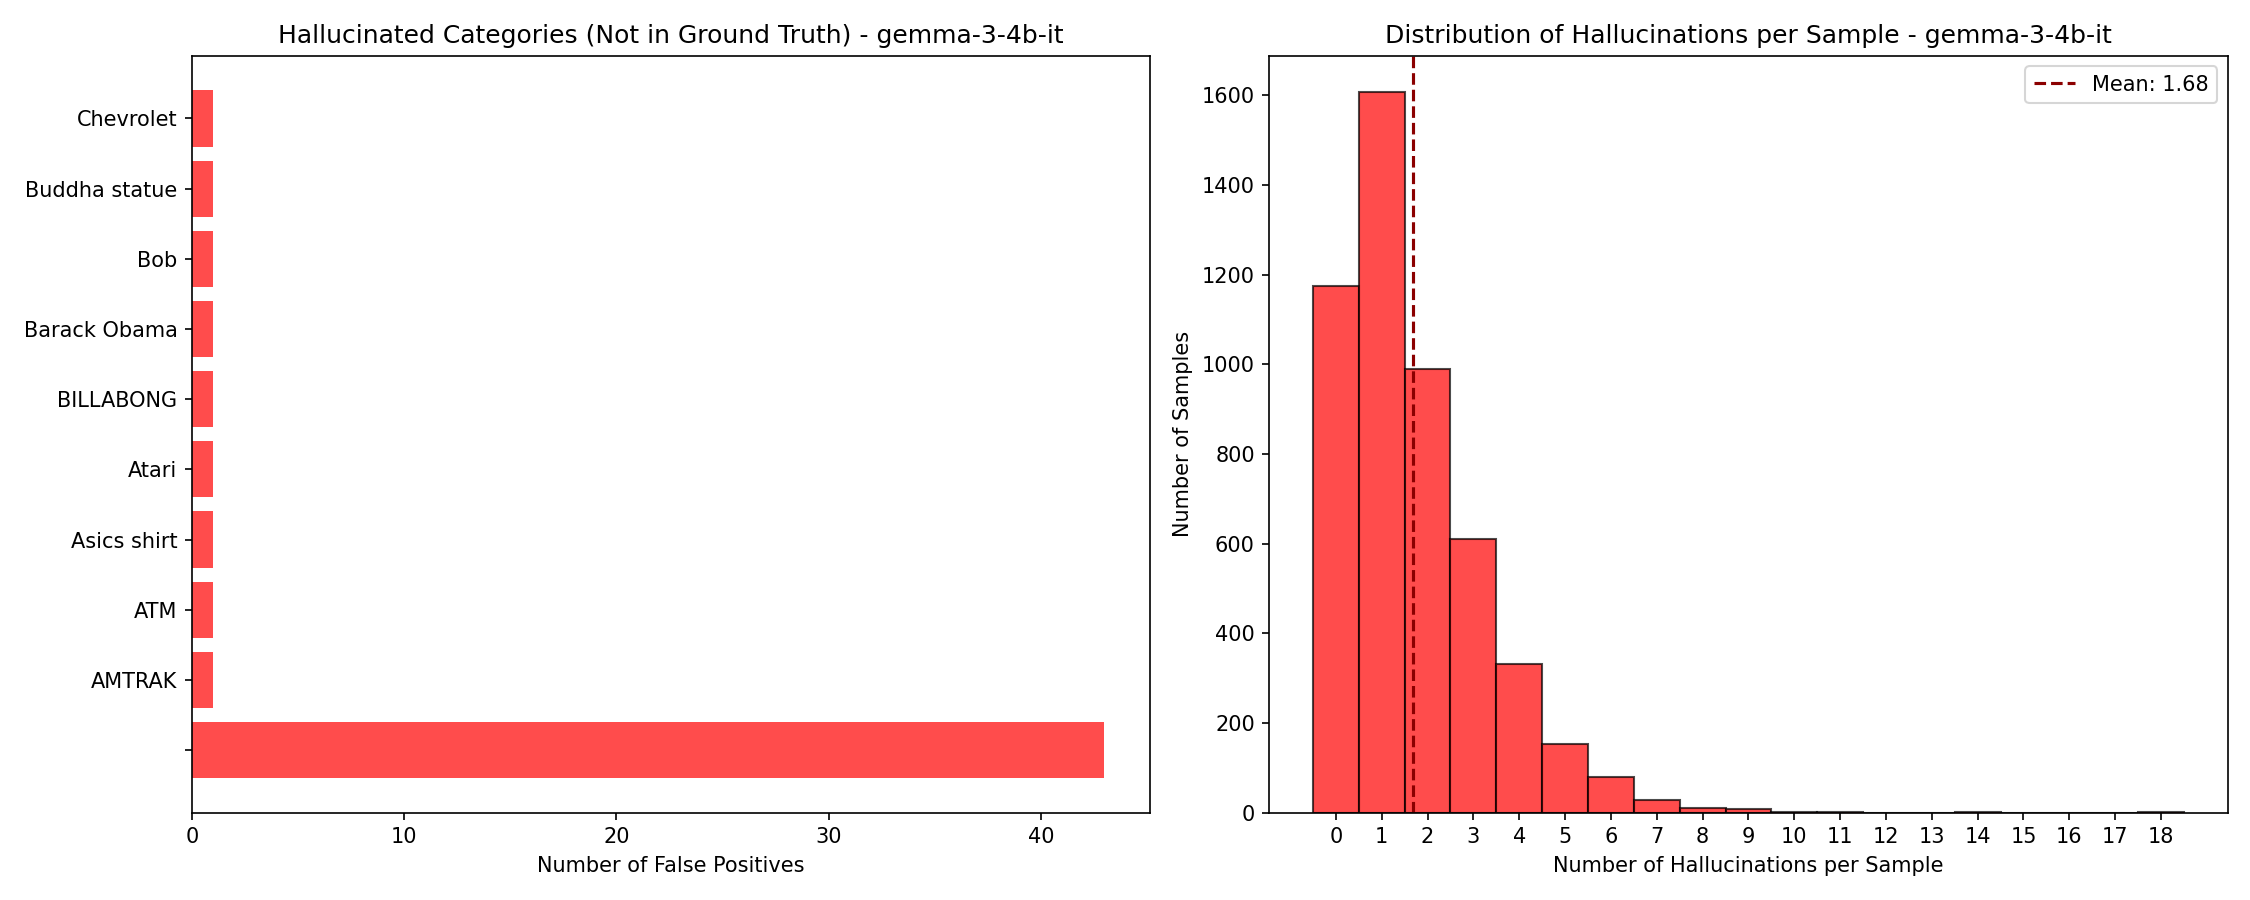 Hallucinated Categories (Not in Ground Truth) - gemma-3-4b-it
Chevrolet
Buddha statue
Bob
Barack Obama
BILLABONG
Atari
Asics shirt
ATM
AMTRAK
0 10 20 30 40
Number of False Positives
Distribution of Hallucinations per Sample - gemma-3-4b-it
Mean: 1.68
Number of Samples
1600
1400
1200
1000
800
600
400
200
0
0 1 2 3 4 5 6 7 8 9 10 11 12 13 14 15 16 17 18
Number of Hallucinations per Sample